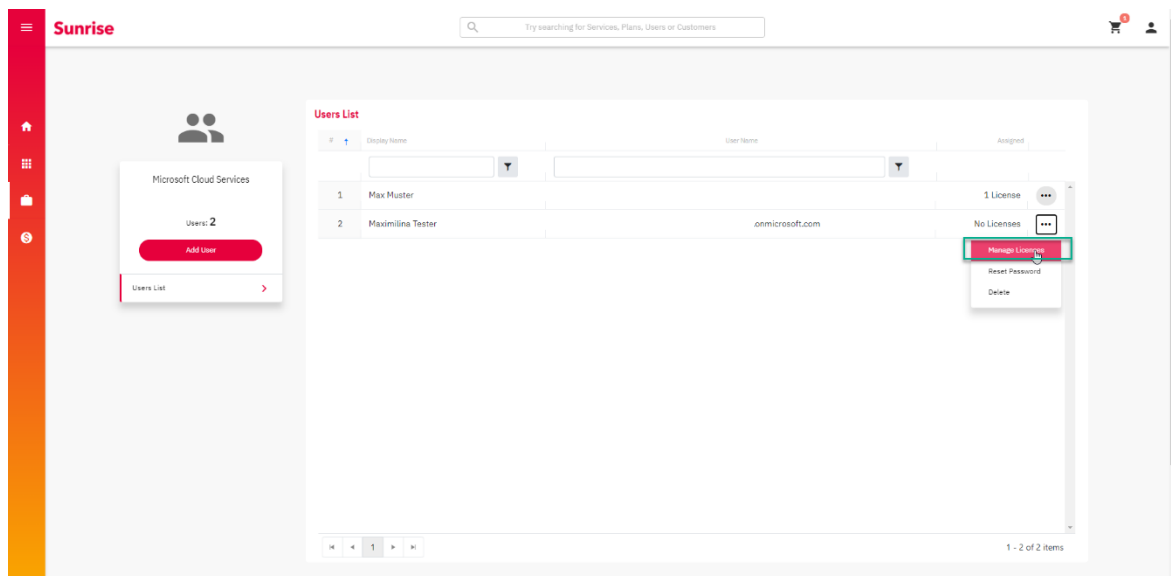 Sunrise
Try searching for Services, Plans, Users or Customers
Users List
Display Name User Name Assigned
Microsoft Cloud Services
Users: 2
Add User
Users List
1 Max Muster 1 License
2 Maximilina Tester .onmicrosoft.com No Licenses
Manage Licenses
Reset Password
Delete
1
1 - 2 of 2 items